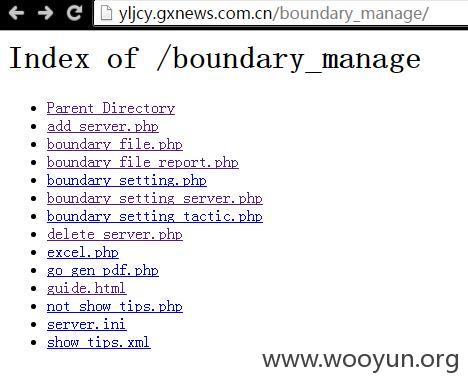 yljcy.gxnews.com.cn/boundary_manage/
Index of /boundary_manage
Parent Directory
add_server.php
boundary_file.php
boundary_file_report.php
boundary_setting.php
boundary_setting_server.php
boundary_setting_tactic.php
delete_server.php
excel.php
go_gen_pdf.php
guide.html
not_show_tips.php
server.ini
show_tips.xml
www.wooyun.org